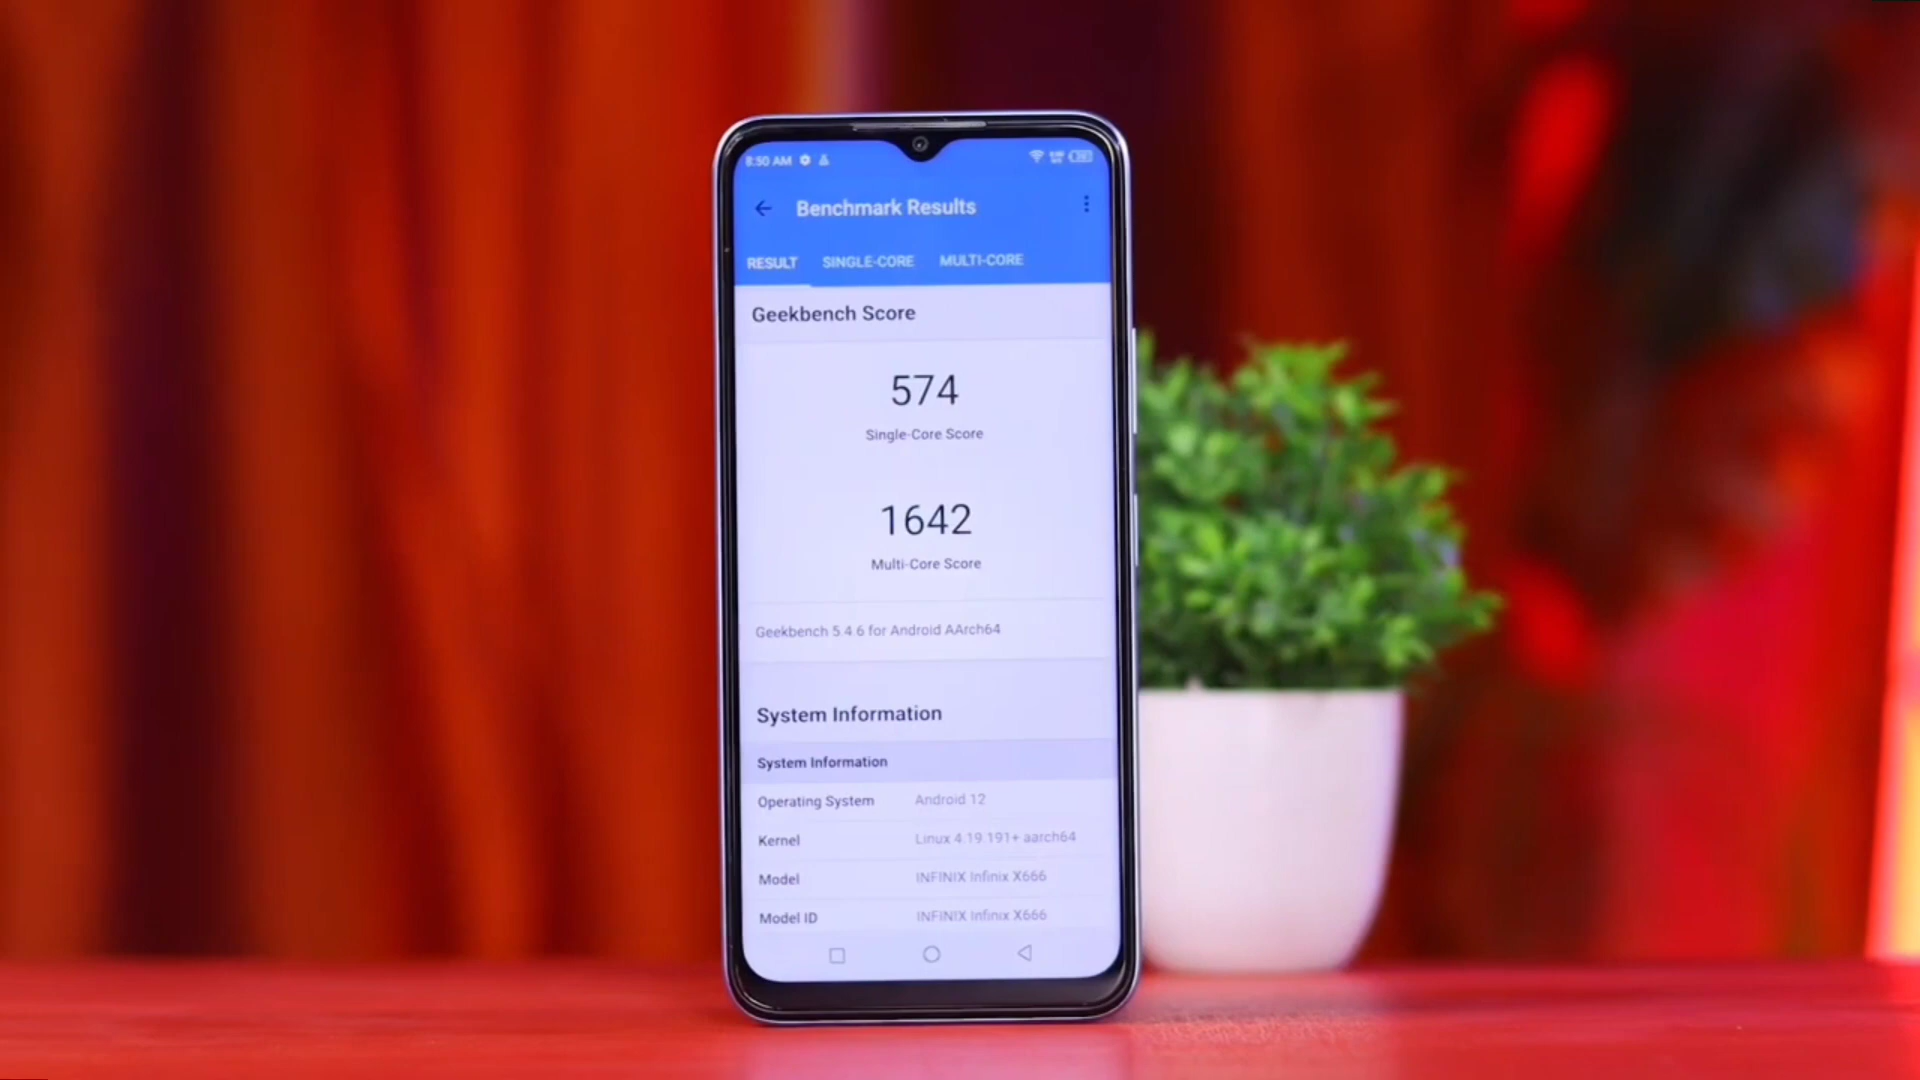 8:50 AM
Benchmark Results
RESULT SINGLE-CORE MULTI-CORE
Geekbench Score
574
Single-Core Score
1642
Multi-Core Score
Geekbench 5.4.6 for Android AArch64
System Information
System Information
Operating System Android 12
Kernel Linux 4.19.191+ aarch64
Model INFINIX Infinix X666
Model ID INFINIX Infinix X666